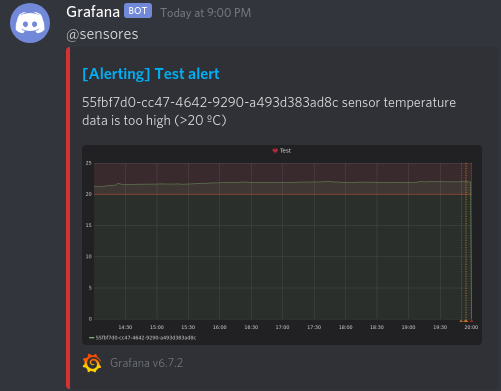 Grafana BOT Today at 9:00 PM
@sensores
[Alerting] Test alert
55fbf7d0-cc47-4642-9290-a493d383ad8c sensor temperature
data is too high (>20 ºC)
Test
25
20
15
10
5
0
14:30 15:00 15:30 16:00 16:30 17:00 17:30 18:00 18:30 19:00 19:30 20:00
55fbf7d0-cc47-4642-9290-a493d383ad8c
Grafana v6.7.2